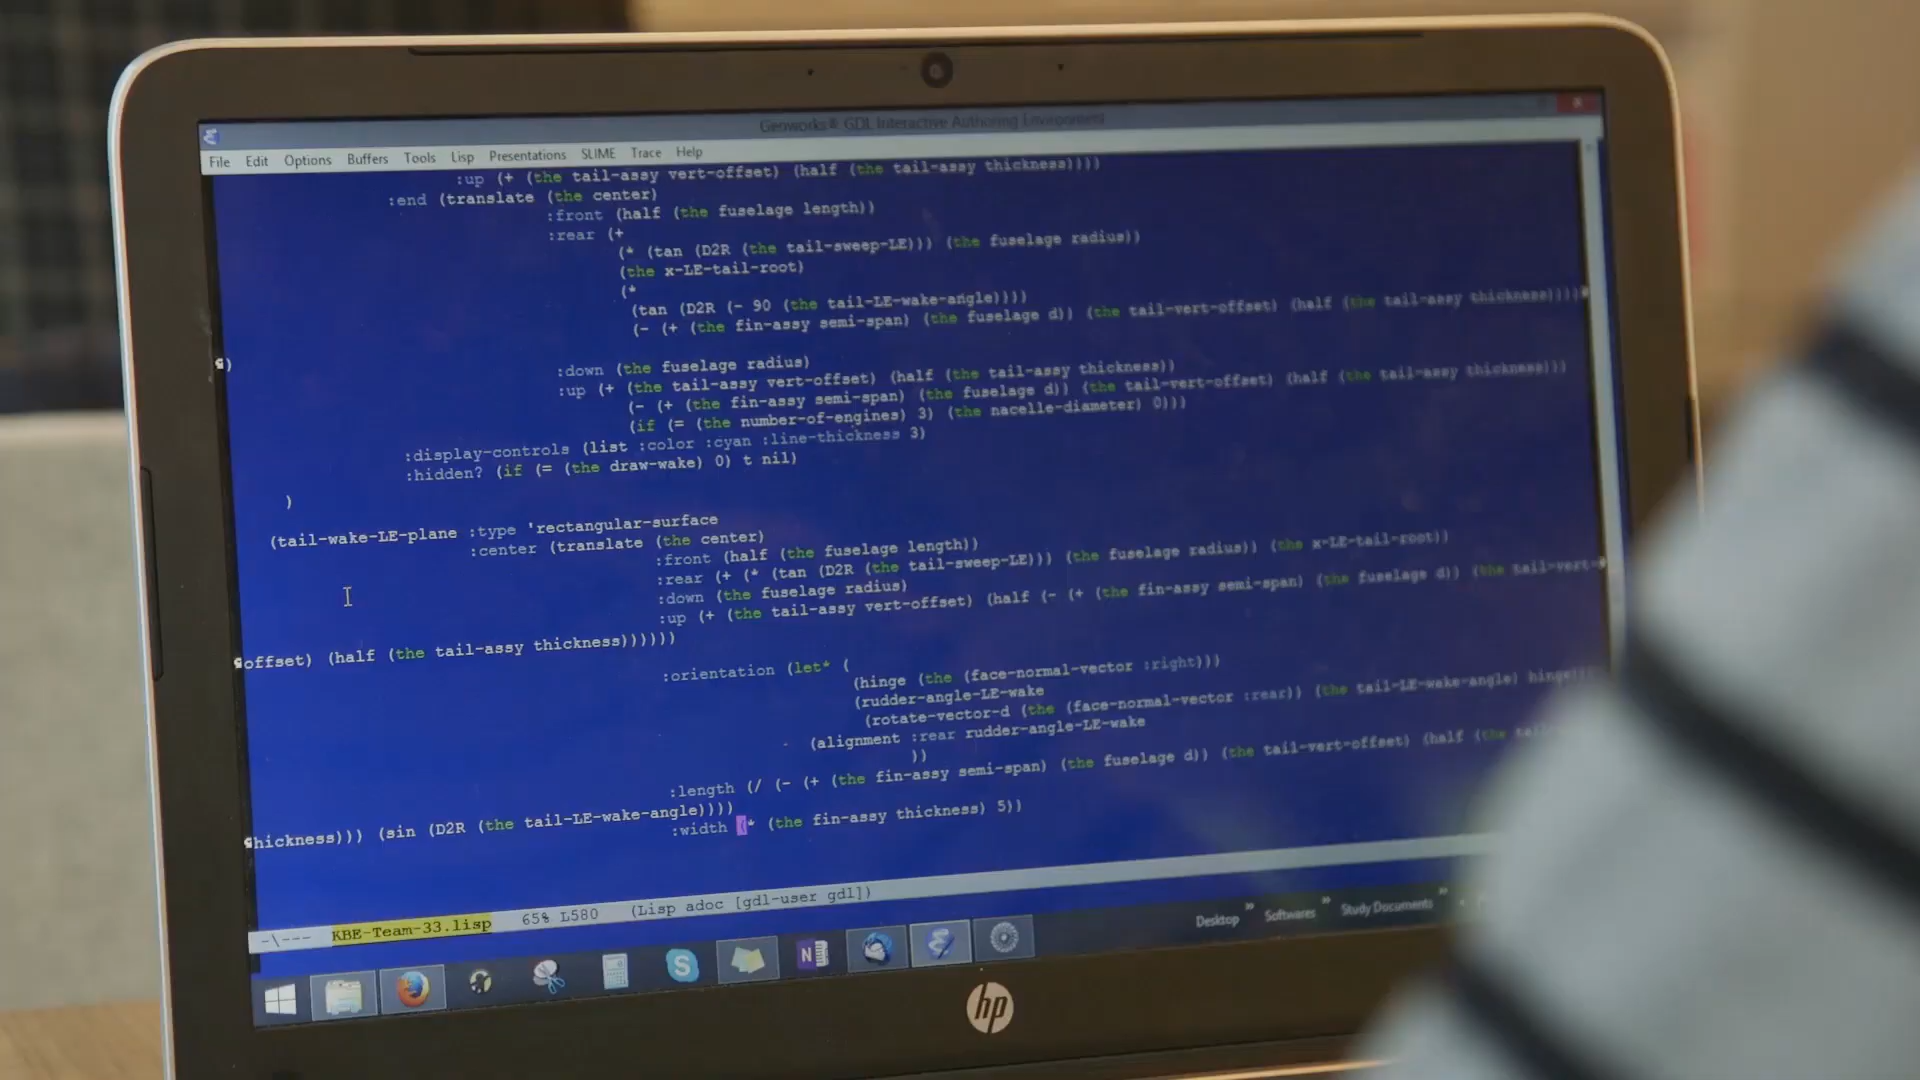 Genworks® GDL Interactive Authoring Environment
File Edit Options Buffers Tools Lisp Presentations SLIME Trace Help
:up (+ (the tail-assy vert-offset) (half (the tail-assy thickness))))
:end (translate (the center)
:front (half (the fuselage length))
:rear (+
(* (tan (D2R (the tail-sweep-LE))) (the fuselage radius))
(the x-LE-tail-root)
(*
(tan (D2R (- 90 (the tail-LE-wake-angle))))
(- (+ (the fin-assy semi-span) (the fuselage d)) (the tail-vert-offset) (half (the tail-assy thickness))))
)
:down (the fuselage radius)
:up (+ (the tail-assy vert-offset) (half (the tail-assy thickness))
(- (+ (the fin-assy semi-span) (the fuselage d)) (the tail-vert-offset) (half (the tail-assy thickness)))
(if (= (the number-of-engines) 3) (the nacelle-diameter) 0)))
:display-controls (list :color :cyan :line-thickness 3)
:hidden? (if (= (the draw-wake) 0) t nil)
)
(tail-wake-LE-plane :type 'rectangular-surface
:center (translate (the center)
:front (half (the fuselage length))
:rear (+ (* (tan (D2R (the tail-sweep-LE))) (the fuselage radius)) (the x-LE-tail-root))
:down (the fuselage radius)
:up (+ (the tail-assy vert-offset) (half (- (+ (the fin-assy semi-span) (the fuselage d)) (the tail-vert-
offset) (half (the tail-assy thickness))))))
:orientation (let* (
(hinge (the (face-normal-vector :right)))
(rudder-angle-LE-wake
(rotate-vector-d (the (face-normal-vector :rear)) (the tail-LE-wake-angle) hinge
(alignment :rear rudder-angle-LE-wake
))
:length (/ (- (+ (the fin-assy semi-span) (the fuselage d)) (the tail-vert-offset) (half (the
hickness))) (sin (D2R (the tail-LE-wake-angle))))
:width (* (the fin-assy thickness) 5))
-\--- KBE-Team-33.lisp 65% L580 (Lisp adoc [gdl-user gdl])
Desktop » Softwares » Study Documents »
hp